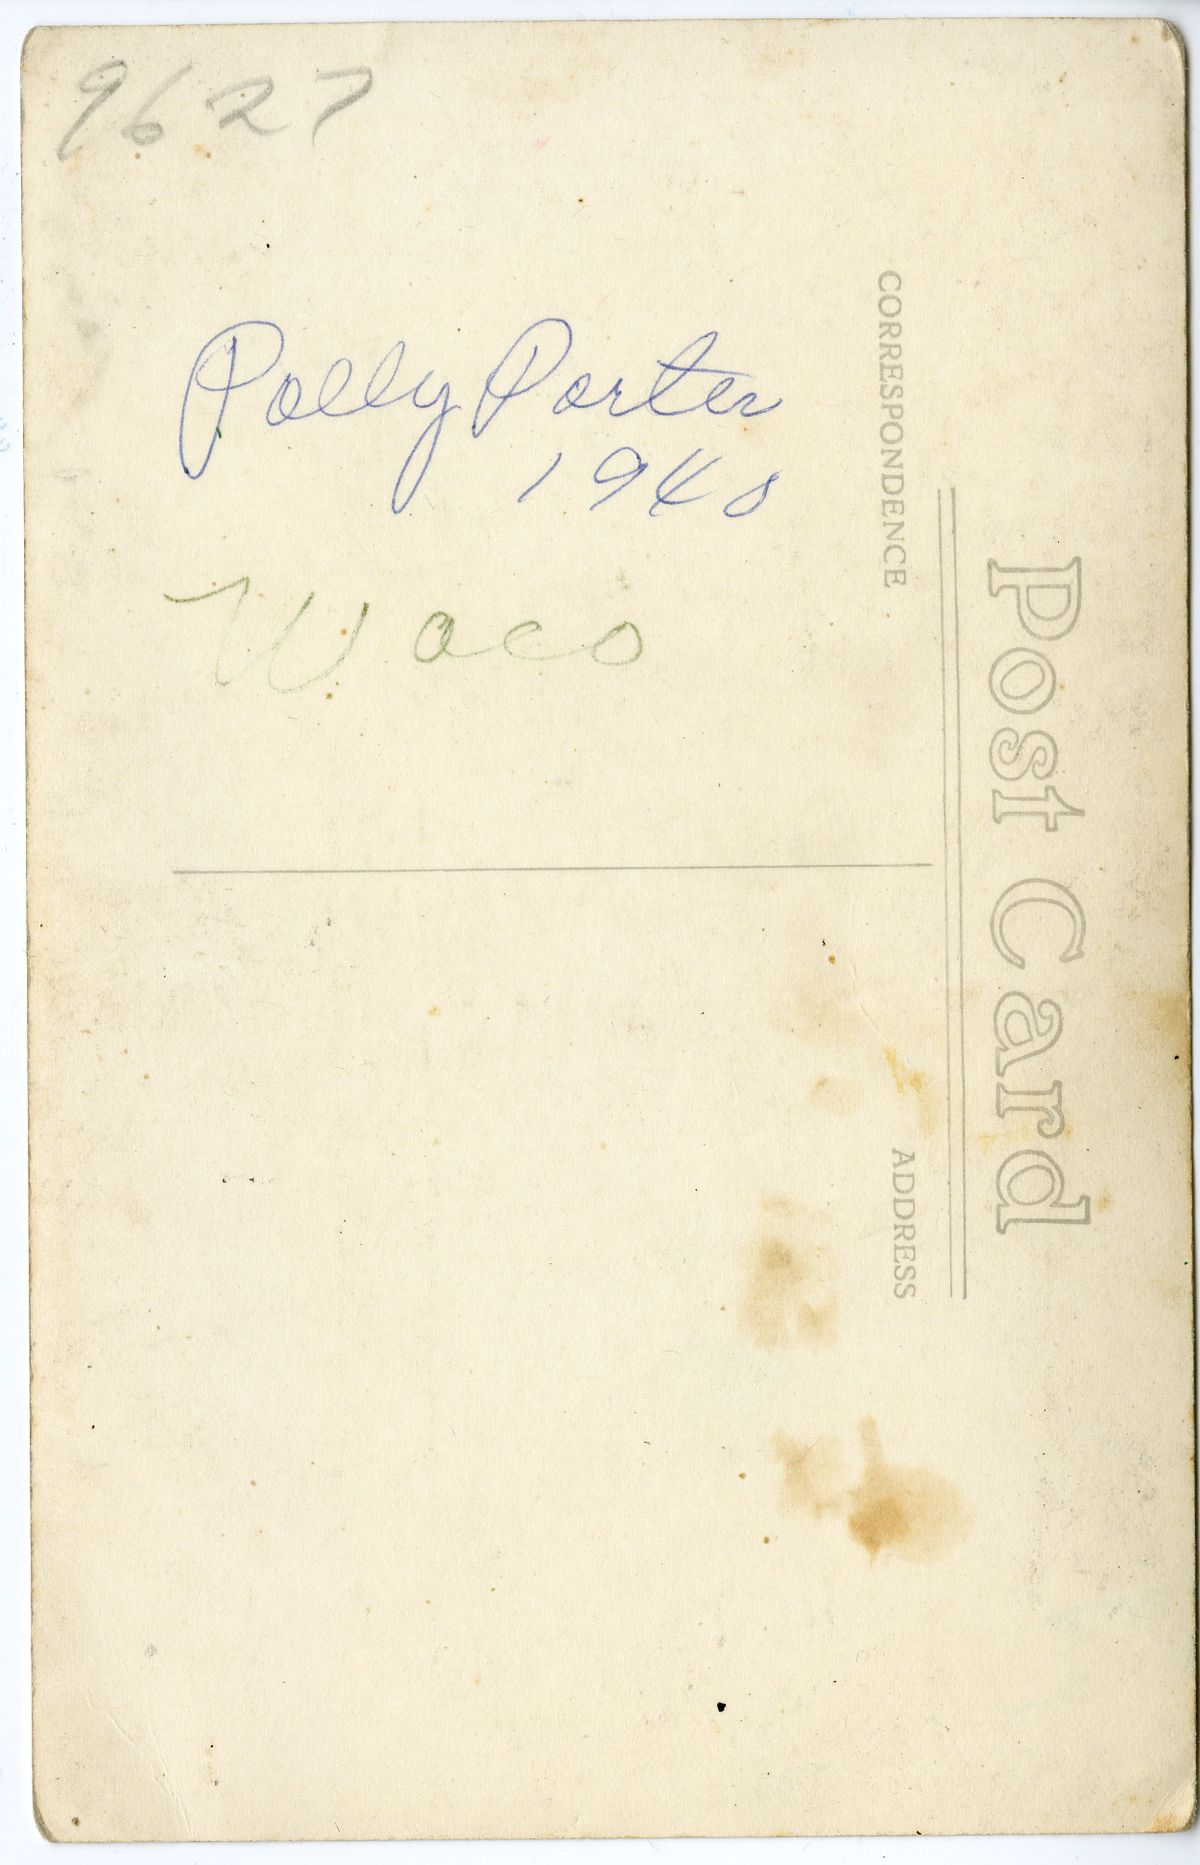 9627
Polly Porter
1940
Waco
Post Card
CORRESPONDENCE
ADDRESS